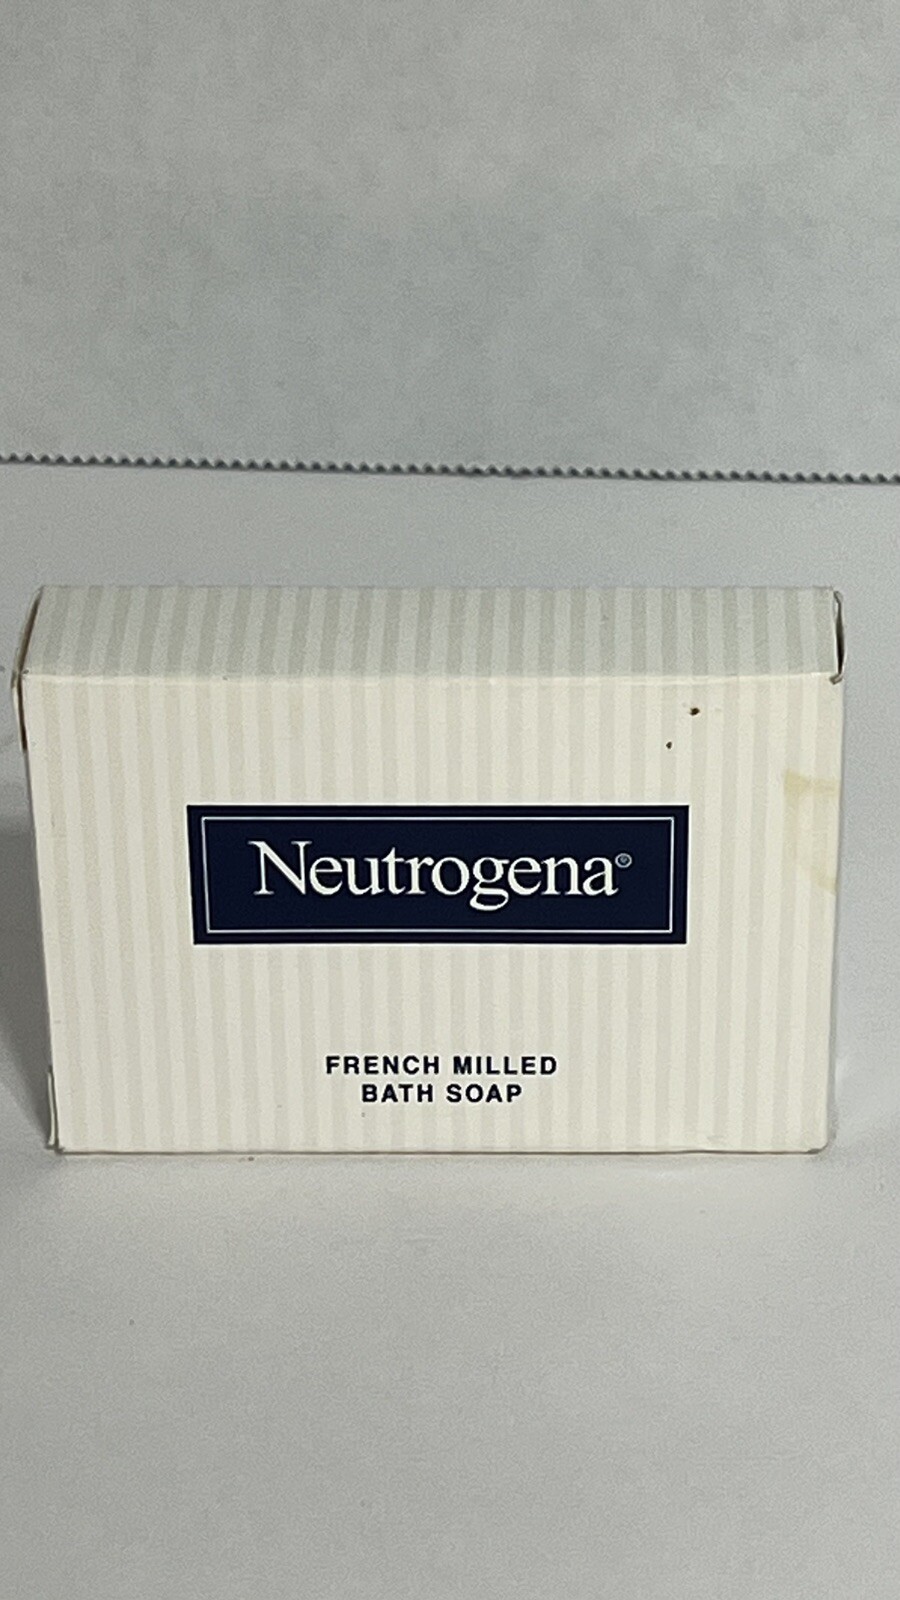 Neutrogena®
FRENCH MILLED
BATH SOAP